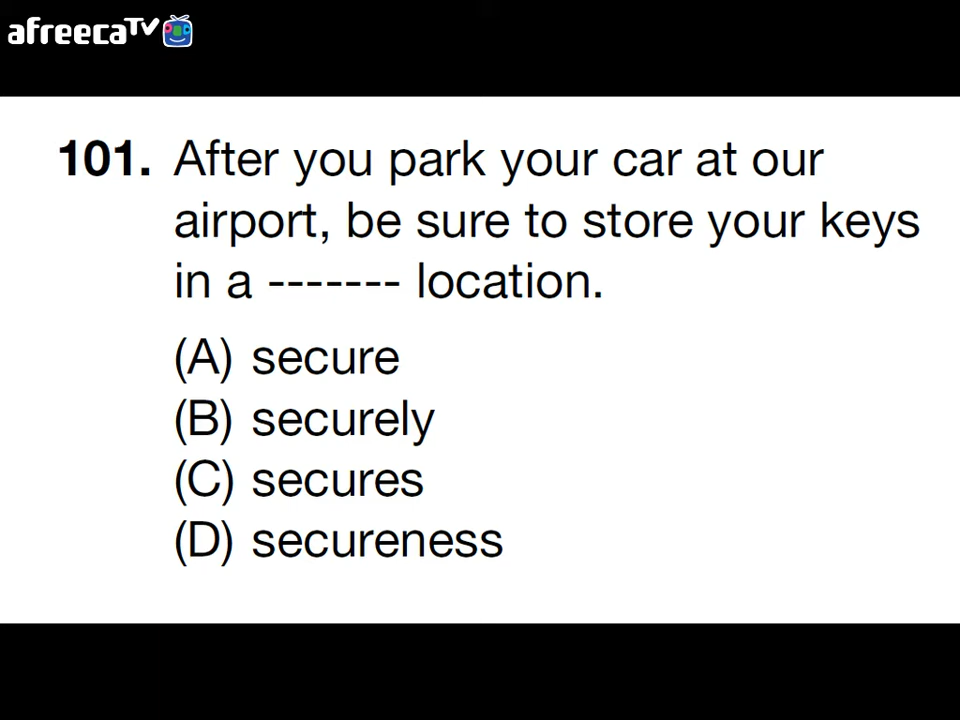 afreecaTV
101. After you park your car at our
airport, be sure to store your keys
in a ------- location.
(A) secure
(B) securely
(C) secures
(D) secureness